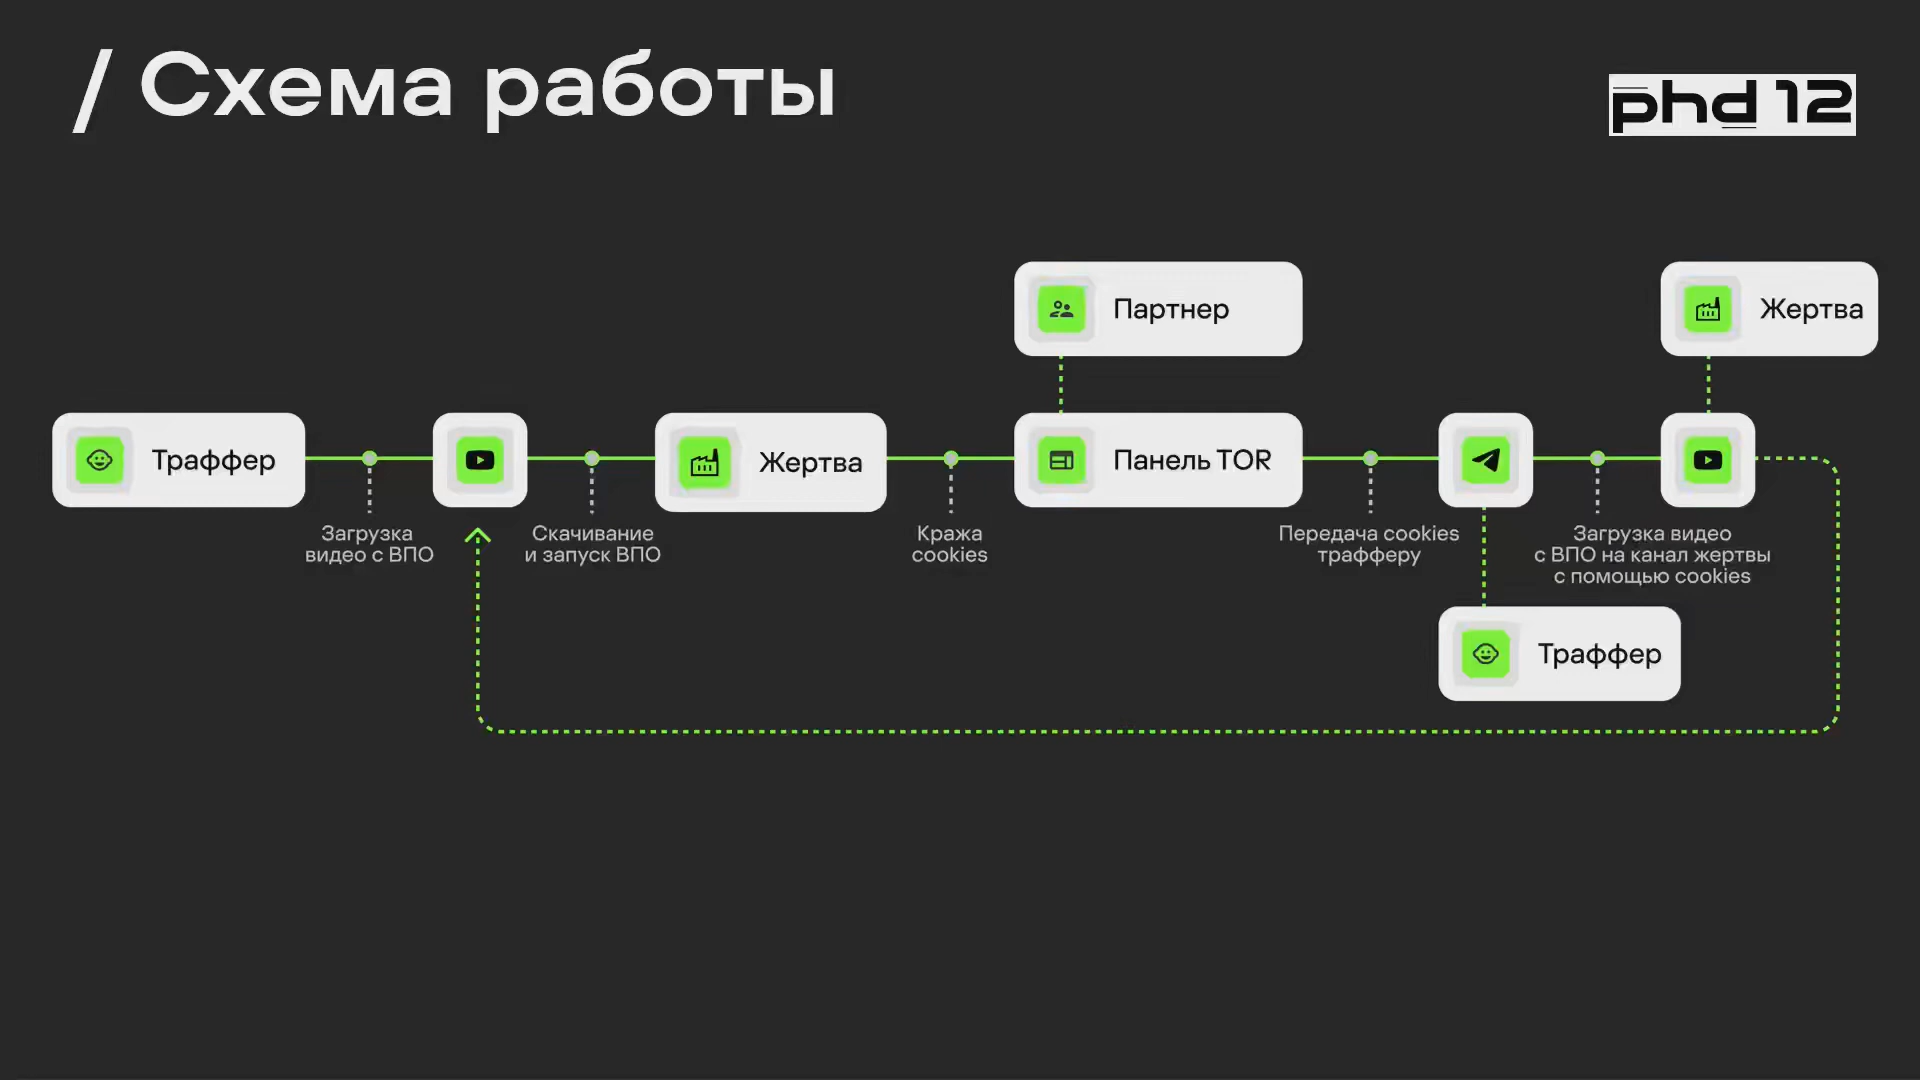 / Схема работы
phd 12
Партнер
Жертва
Траффер
Жертва
Панель TOR
Загрузка
видео с ВПО
Скачивание
и запуск ВПО
Кража
cookies
Передача cookies
трафферу
Загрузка видео
с ВПО на канал жертвы
с помощью cookies
Траффер